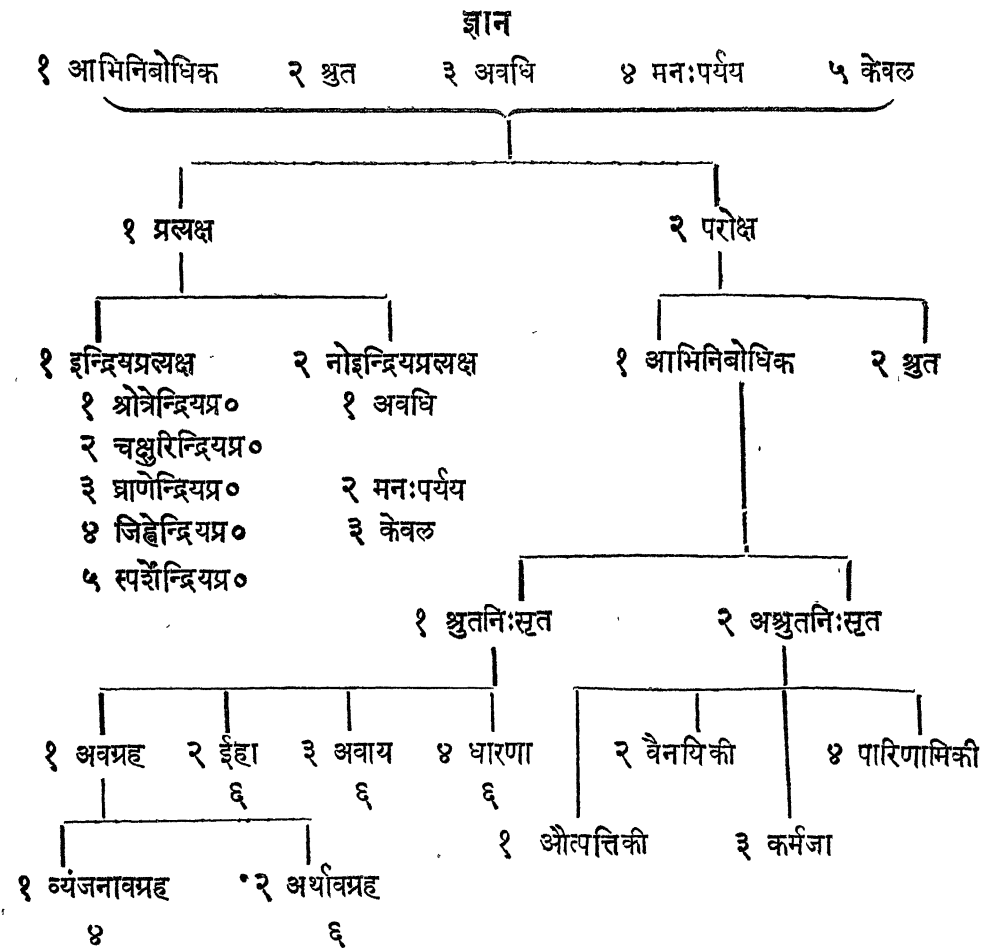 ज्ञान
१ आभिनिबोधिक २ श्रुत ३ अवधि ४ मनःपर्यय ५ केवल
१ प्रत्यक्ष २ परोक्ष
१ इन्द्रियप्रत्यक्ष २ नोइन्द्रियप्रत्यक्ष १ आभिनिबोधिक २ श्रुत
१ श्रोत्रेन्द्रियप्र० १ अवधि
२ चक्षुरिन्द्रियप्र०
३ घ्राणेन्द्रियप्र० २ मनःपर्यय
४ जिह्वेन्द्रियप्र० ३ केवल
५ स्पर्शेन्द्रियप्र०
१ श्रुतनिःसृत २ अश्रुतनिःसृत
१ अवग्रह २ ईहा ३ अवाय ४ धारणा २ वैनयिकी ४ पारिणामिकी
६ ६ ६
१ औत्पत्तिकी ३ कर्मजा
१ व्यंजनावग्रह २ अर्थावग्रह
४ ६